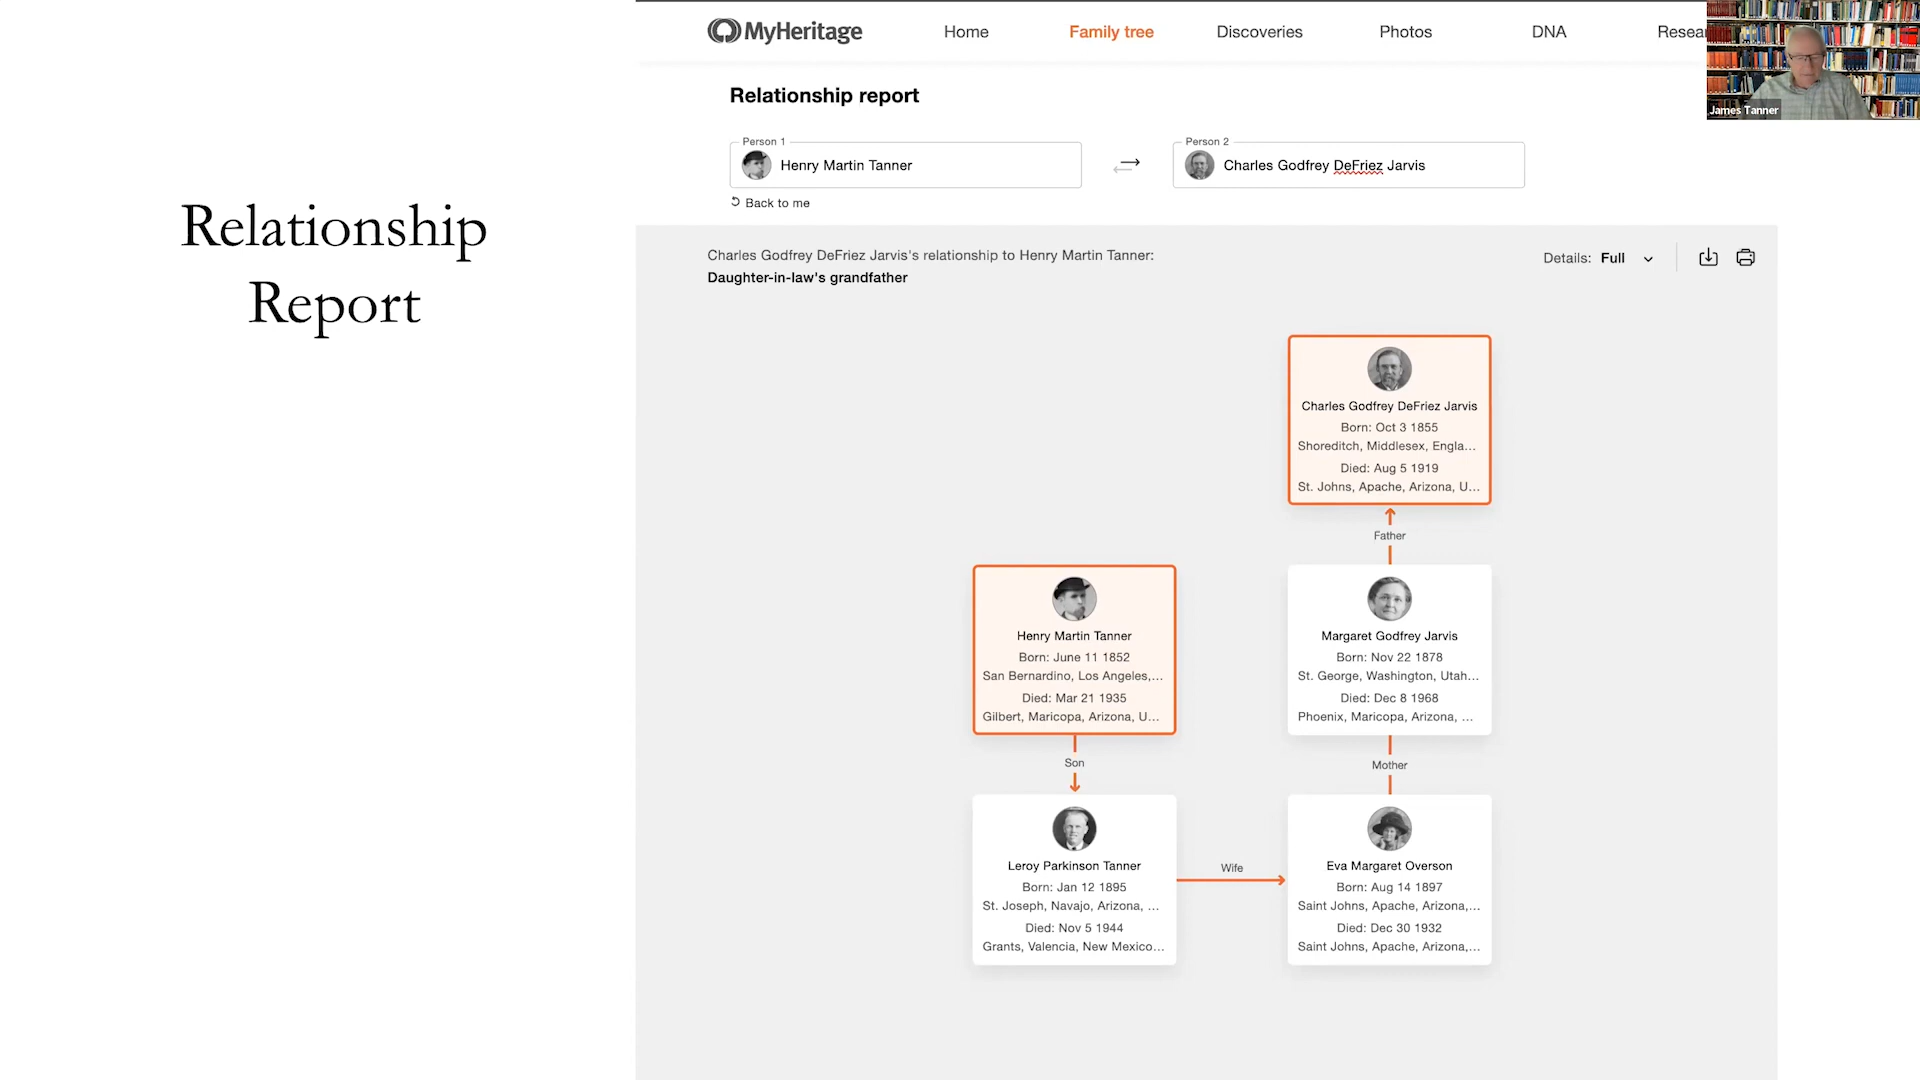 Relationship
Report
MyHeritage
Home
Family tree
Discoveries
Photos
DNA
Resear
James Tanner
Relationship report
Person 1
Henry Martin Tanner
Person 2
Charles Godfrey DeFriez Jarvis
Back to me
Charles Godfrey DeFriez Jarvis's relationship to Henry Martin Tanner:
Daughter-in-law's grandfather
Details: Full
Charles Godfrey DeFriez Jarvis
Born: Oct 3 1855
Shoreditch, Middlesex, Engla...
Died: Aug 5 1919
St. Johns, Apache, Arizona, U...
Father
Henry Martin Tanner
Born: June 11 1852
San Bernardino, Los Angeles,...
Died: Mar 21 1935
Gilbert, Maricopa, Arizona, U...
Margaret Godfrey Jarvis
Born: Nov 22 1878
St. George, Washington, Utah...
Died: Dec 8 1968
Phoenix, Maricopa, Arizona, ...
Son
Mother
Leroy Parkinson Tanner
Born: Jan 12 1895
St. Joseph, Navajo, Arizona, ...
Died: Nov 5 1944
Grants, Valencia, New Mexico...
Wife
Eva Margaret Overson
Born: Aug 14 1897
Saint Johns, Apache, Arizona,...
Died: Dec 30 1932
Saint Johns, Apache, Arizona,...